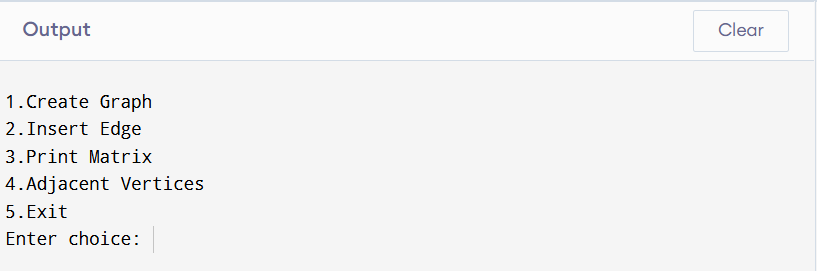 Output
Clear
1.Create Graph
2.Insert Edge
3.Print Matrix
4.Adjacent Vertices
5.Exit
Enter choice: